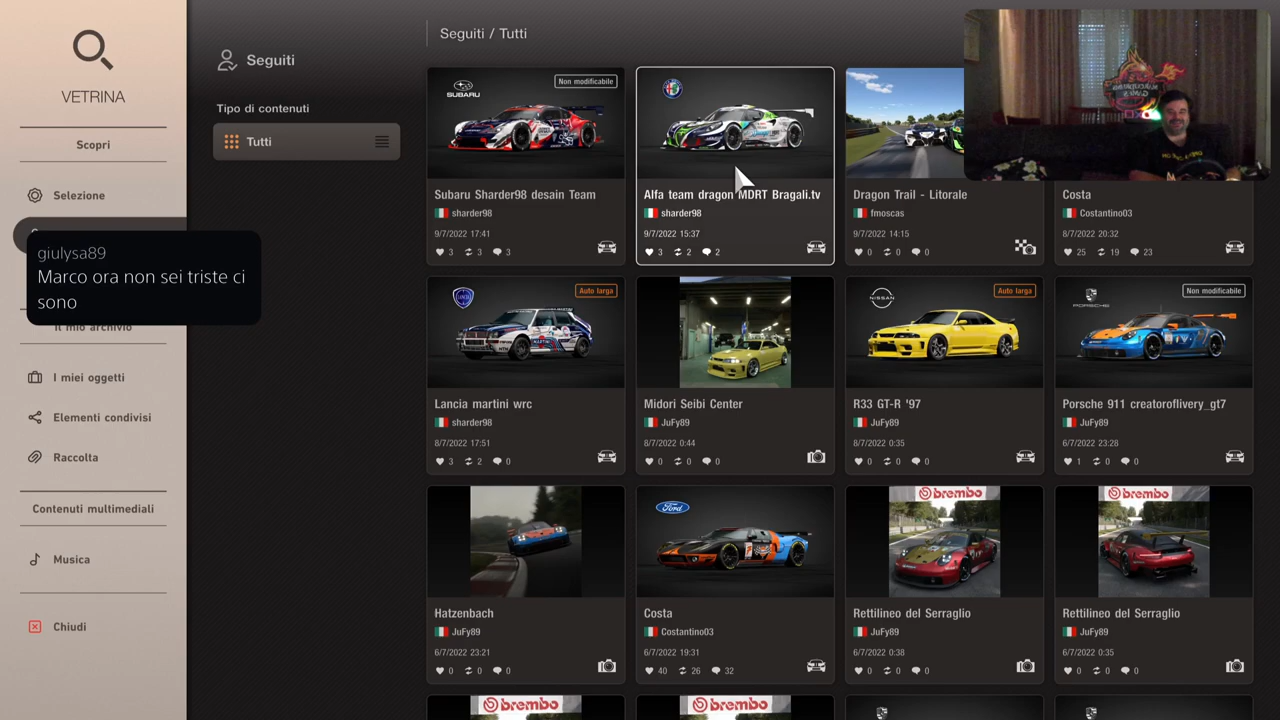 VETRINA
Scopri
Selezione
giulysa89
Marco ora non sei triste ci
sono
Il mio archivio
I miei oggetti
Elementi condivisi
Raccolta
Contenuti multimediali
Musica
Chiudi
Seguiti
Tipo di contenuti
Tutti
Seguiti / Tutti
SUBARU
Non modificabile
Subaru Sharder98 desain Team
sharder98
9/7/2022 17:41
3 3 3
Alfa team dragon MDRT Bragali.tv
sharder98
9/7/2022 15:37
3 2 2
Dragon Trail - Litorale
fmoscas
9/7/2022 14:15
0 0 0
Costa
Costantino03
8/7/2022 20:32
25 19 23
Auto larga
Lancia martini wrc
sharder98
8/7/2022 17:51
3 2 0
Midori Seibi Center
JuFy89
8/7/2022 0:44
0 0 0
NISSAN
Auto larga
R33 GT-R '97
JuFy89
8/7/2022 0:35
0 0 0
PORSCHE
Non modificabile
Porsche 911 creatoroflivery_gt7
JuFy89
6/7/2022 23:28
1 0 0
Hatzenbach
JuFy89
6/7/2022 23:21
0 0 0
Ford
Costa
Costantino03
6/7/2022 19:31
40 26 32
brembo
Rettilineo del Serraglio
JuFy89
6/7/2022 0:38
0 0 0
brembo
Rettilineo del Serraglio
JuFy89
6/7/2022 0:35
0 0 0
brembo
brembo